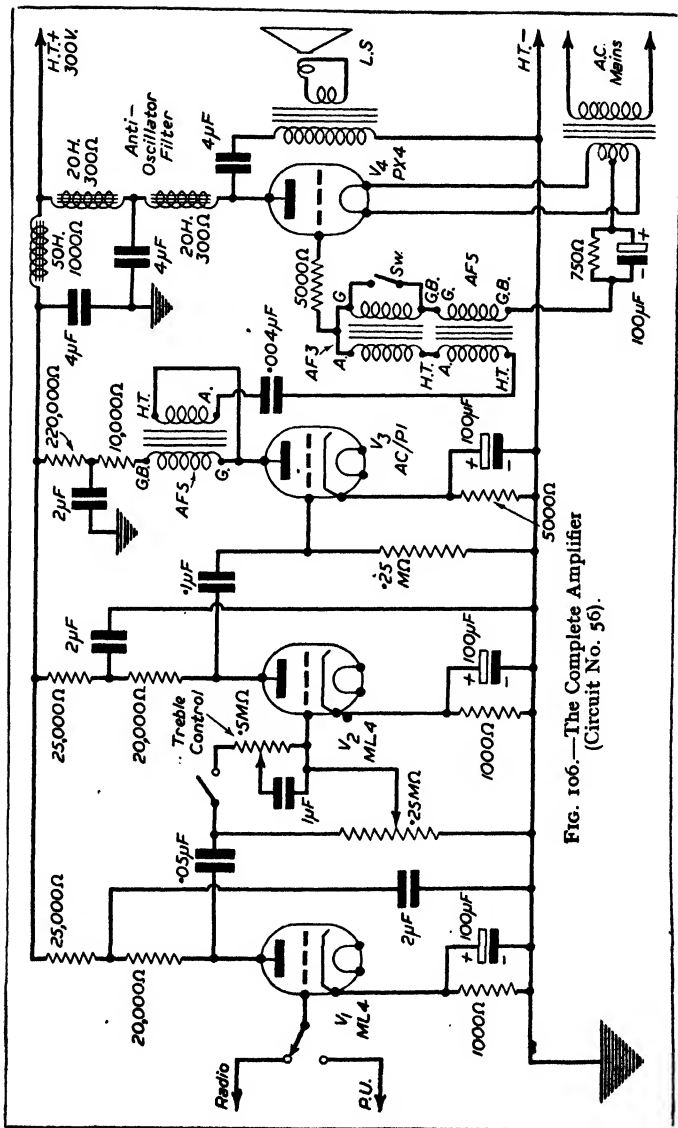 H.T.+
300V.
50H.
1000Ω
20H.
300Ω
Anti-
Oscillator
Filter
4μF
4μF
20H.
300Ω
4μF
L.S
220,000Ω
2μF
10,000Ω
G.B.
H.T.
AF5
G.
A.
·004μF
5000Ω
V4
PX4
AF3
A.
G.
Sw.
H.T.
G.B.
A.
G.
AF5
H.T.
G.B.
750Ω
+
-
100μF
A.C.
Mains
HT.-
25,000Ω
2μF
20,000Ω
·1μF
V3
AC/P1
·25
MΩ
+
100μF
-
5000Ω
25,000Ω
20,000Ω
·05μF
Treble
Control
·5MΩ
1μF
V2
ML4
·25MΩ
+
100μF
-
1000Ω
2μF
V1
ML4
Radio
P.U.
+
100μF
-
1000Ω
FIG. 106.—The Complete Amplifier
(Circuit No. 56).